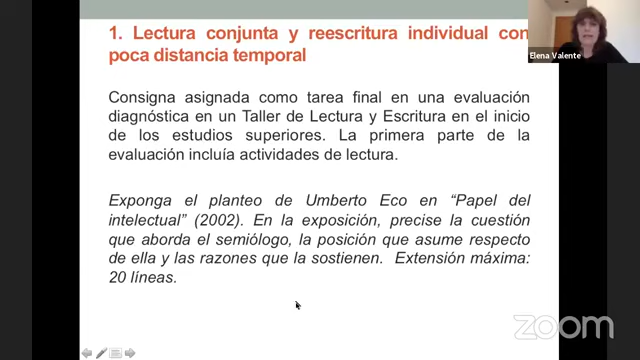 1. Lectura conjunta y reescritura individual con
poca distancia temporal
Elena Valente
Consigna asignada como tarea final en una evaluación
diagnóstica en un Taller de Lectura y Escritura en el inicio
de los estudios superiores. La primera parte de la
evaluación incluía actividades de lectura.
Exponga el planteo de Umberto Eco en “Papel del
intelectual” (2002). En la exposición, precise la cuestión
que aborda el semiólogo, la posición que asume respecto
de ella y las razones que la sostienen. Extensión máxima:
20 líneas.
zoom